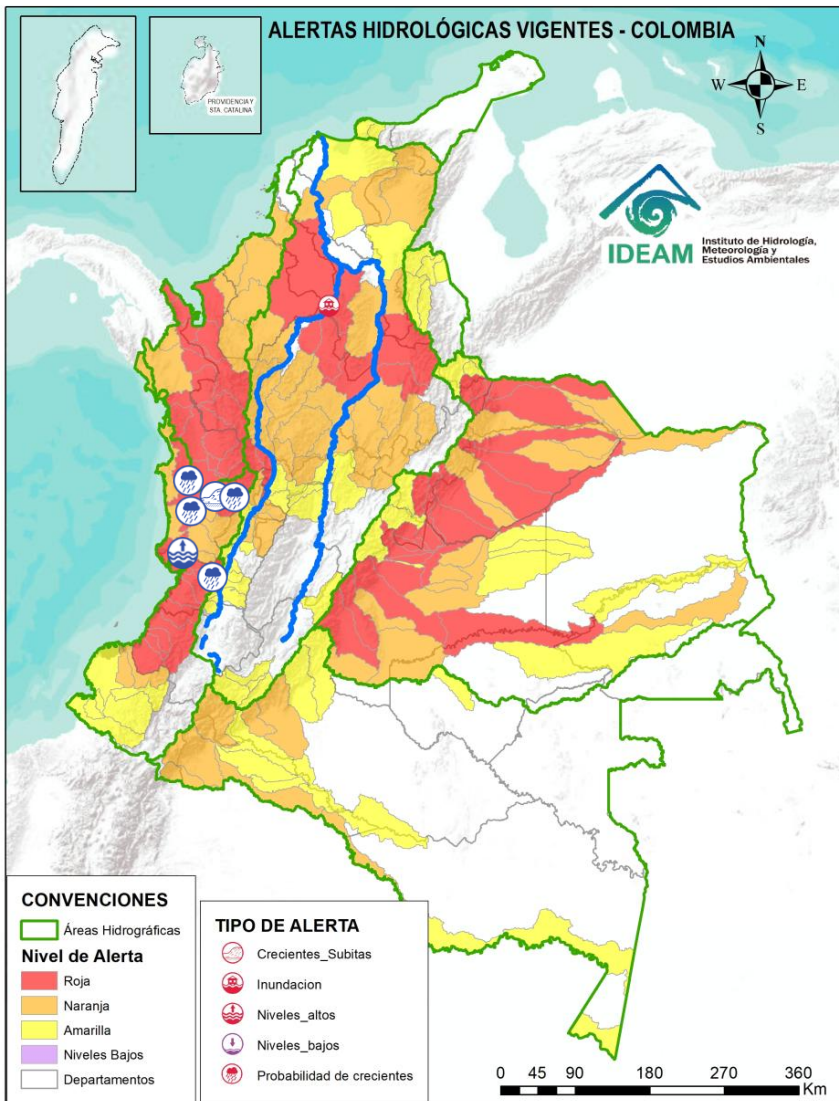 ALERTAS HIDROLÓGICAS VIGENTES - COLOMBIA
PROVIDENCIA Y
STA. CATALINA
N
W E
S
IDEAM
Instituto de Hidrología,
Meteorología y
Estudios Ambientales
CONVENCIONES
Áreas Hidrográficas
Nivel de Alerta
Roja
Naranja
Amarilla
Niveles Bajos
Departamentos
TIPO DE ALERTA
Crecientes_Subitas
Inundacion
Niveles_altos
Niveles_bajos
Probabilidad de crecientes
0 45 90 180 270 360
Km